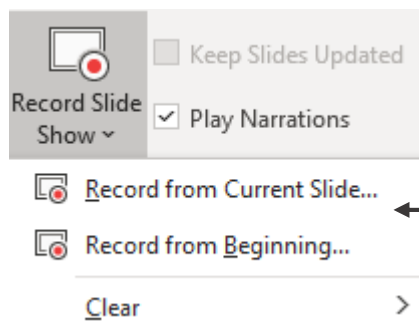 Record Slide
Show
Keep Slides Updated
Play Narrations
Record from Current Slide...
Record from Beginning...
Clear